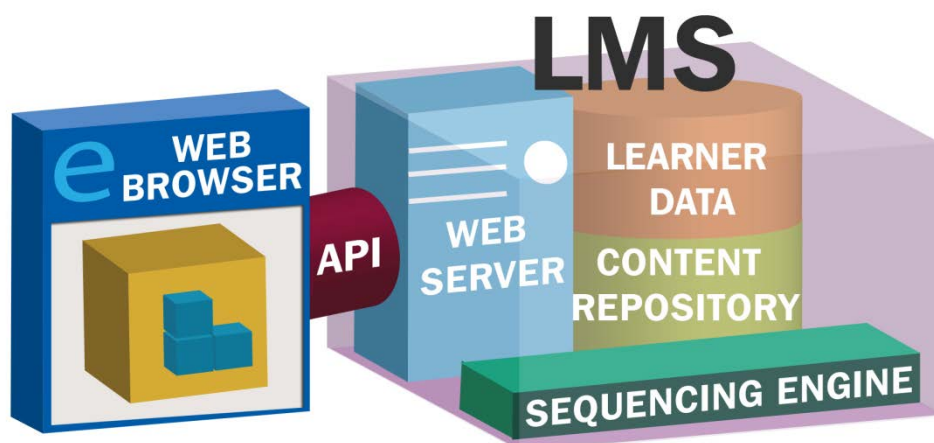 LMS
e WEB
BROWSER
API
WEB
SERVER
LEARNER
DATA
CONTENT
REPOSITORY
SEQUENCING ENGINE